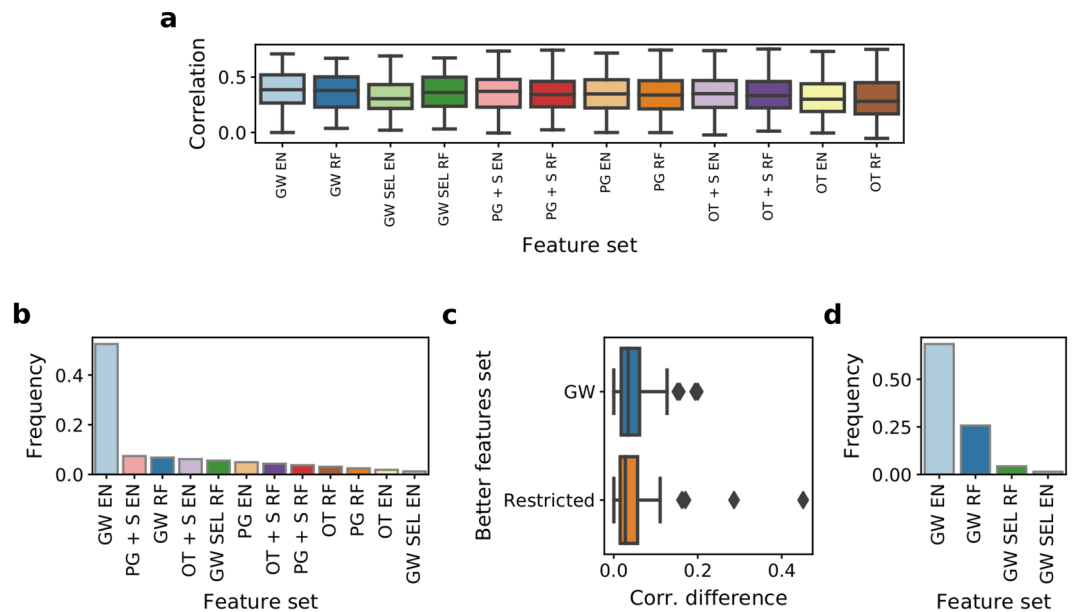 a
Correlation
0.5
0.0
GW EN
GW RF
GW SEL EN
GW SEL RF
PG + S EN
PG + S RF
PG EN
PG RF
OT + S EN
OT + S RF
OT EN
OT RF
Feature set
b
Frequency
0.4
0.2
0.0
GW EN
PG + S EN
GW RF
OT + S EN
GW SEL RF
PG EN
OT + S RF
PG + S RF
OT RF
PG RF
OT EN
GW SEL EN
Feature set
c
Better features set
GW
Restricted
0.0 0.2 0.4
Corr. difference
d
Frequency
0.50
0.25
0.00
GW EN
GW RF
GW SEL RF
GW SEL EN
Feature set